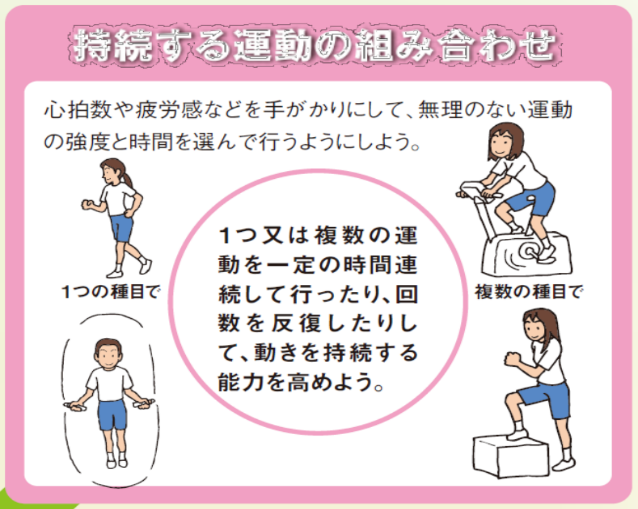 持続する運動の組み合わせ
心拍数や疲労感などを手がかりにして、無理のない運動
の強度と時間を選んで行うようにしよう。
1つの種目で
1つ又は複数の運
動を一定の時間連
続して行ったり、回
数を反復したりし
て、動きを持続する
能力を高めよう。
複数の種目で